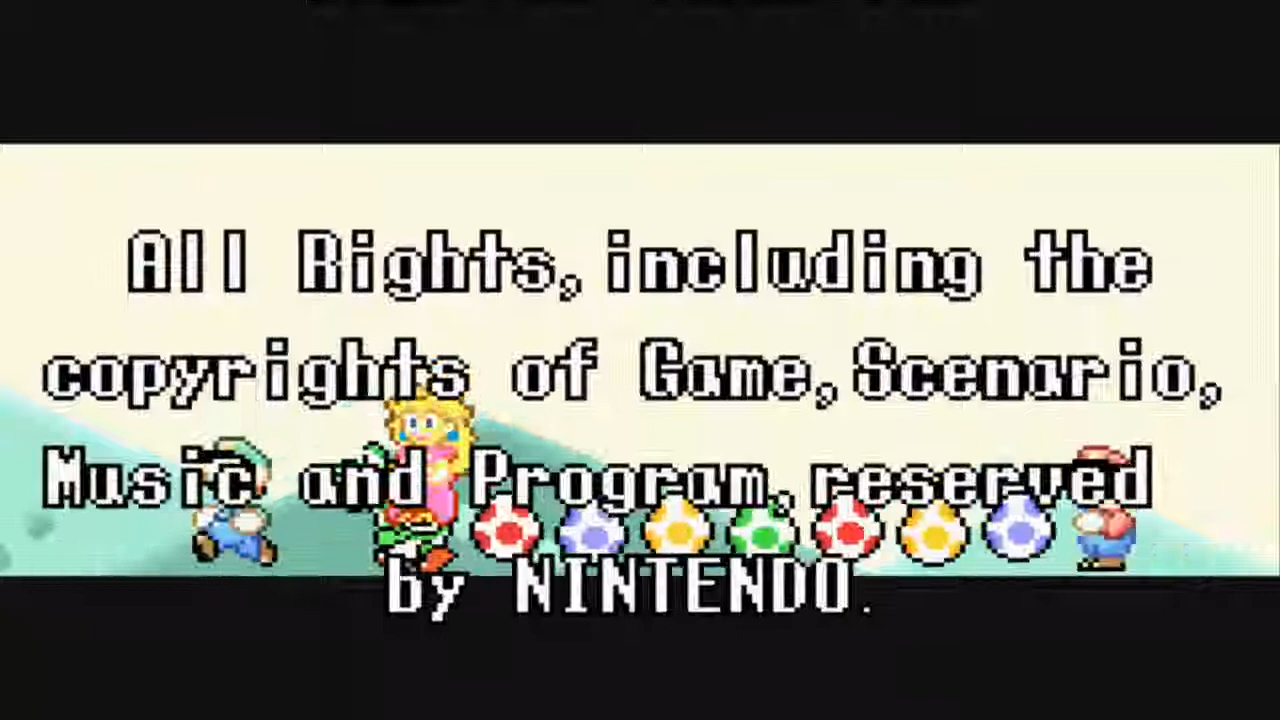 All Rights,including the
copyrights of Game,Scenario,
Music and Program,reserved
by NINTENDO.